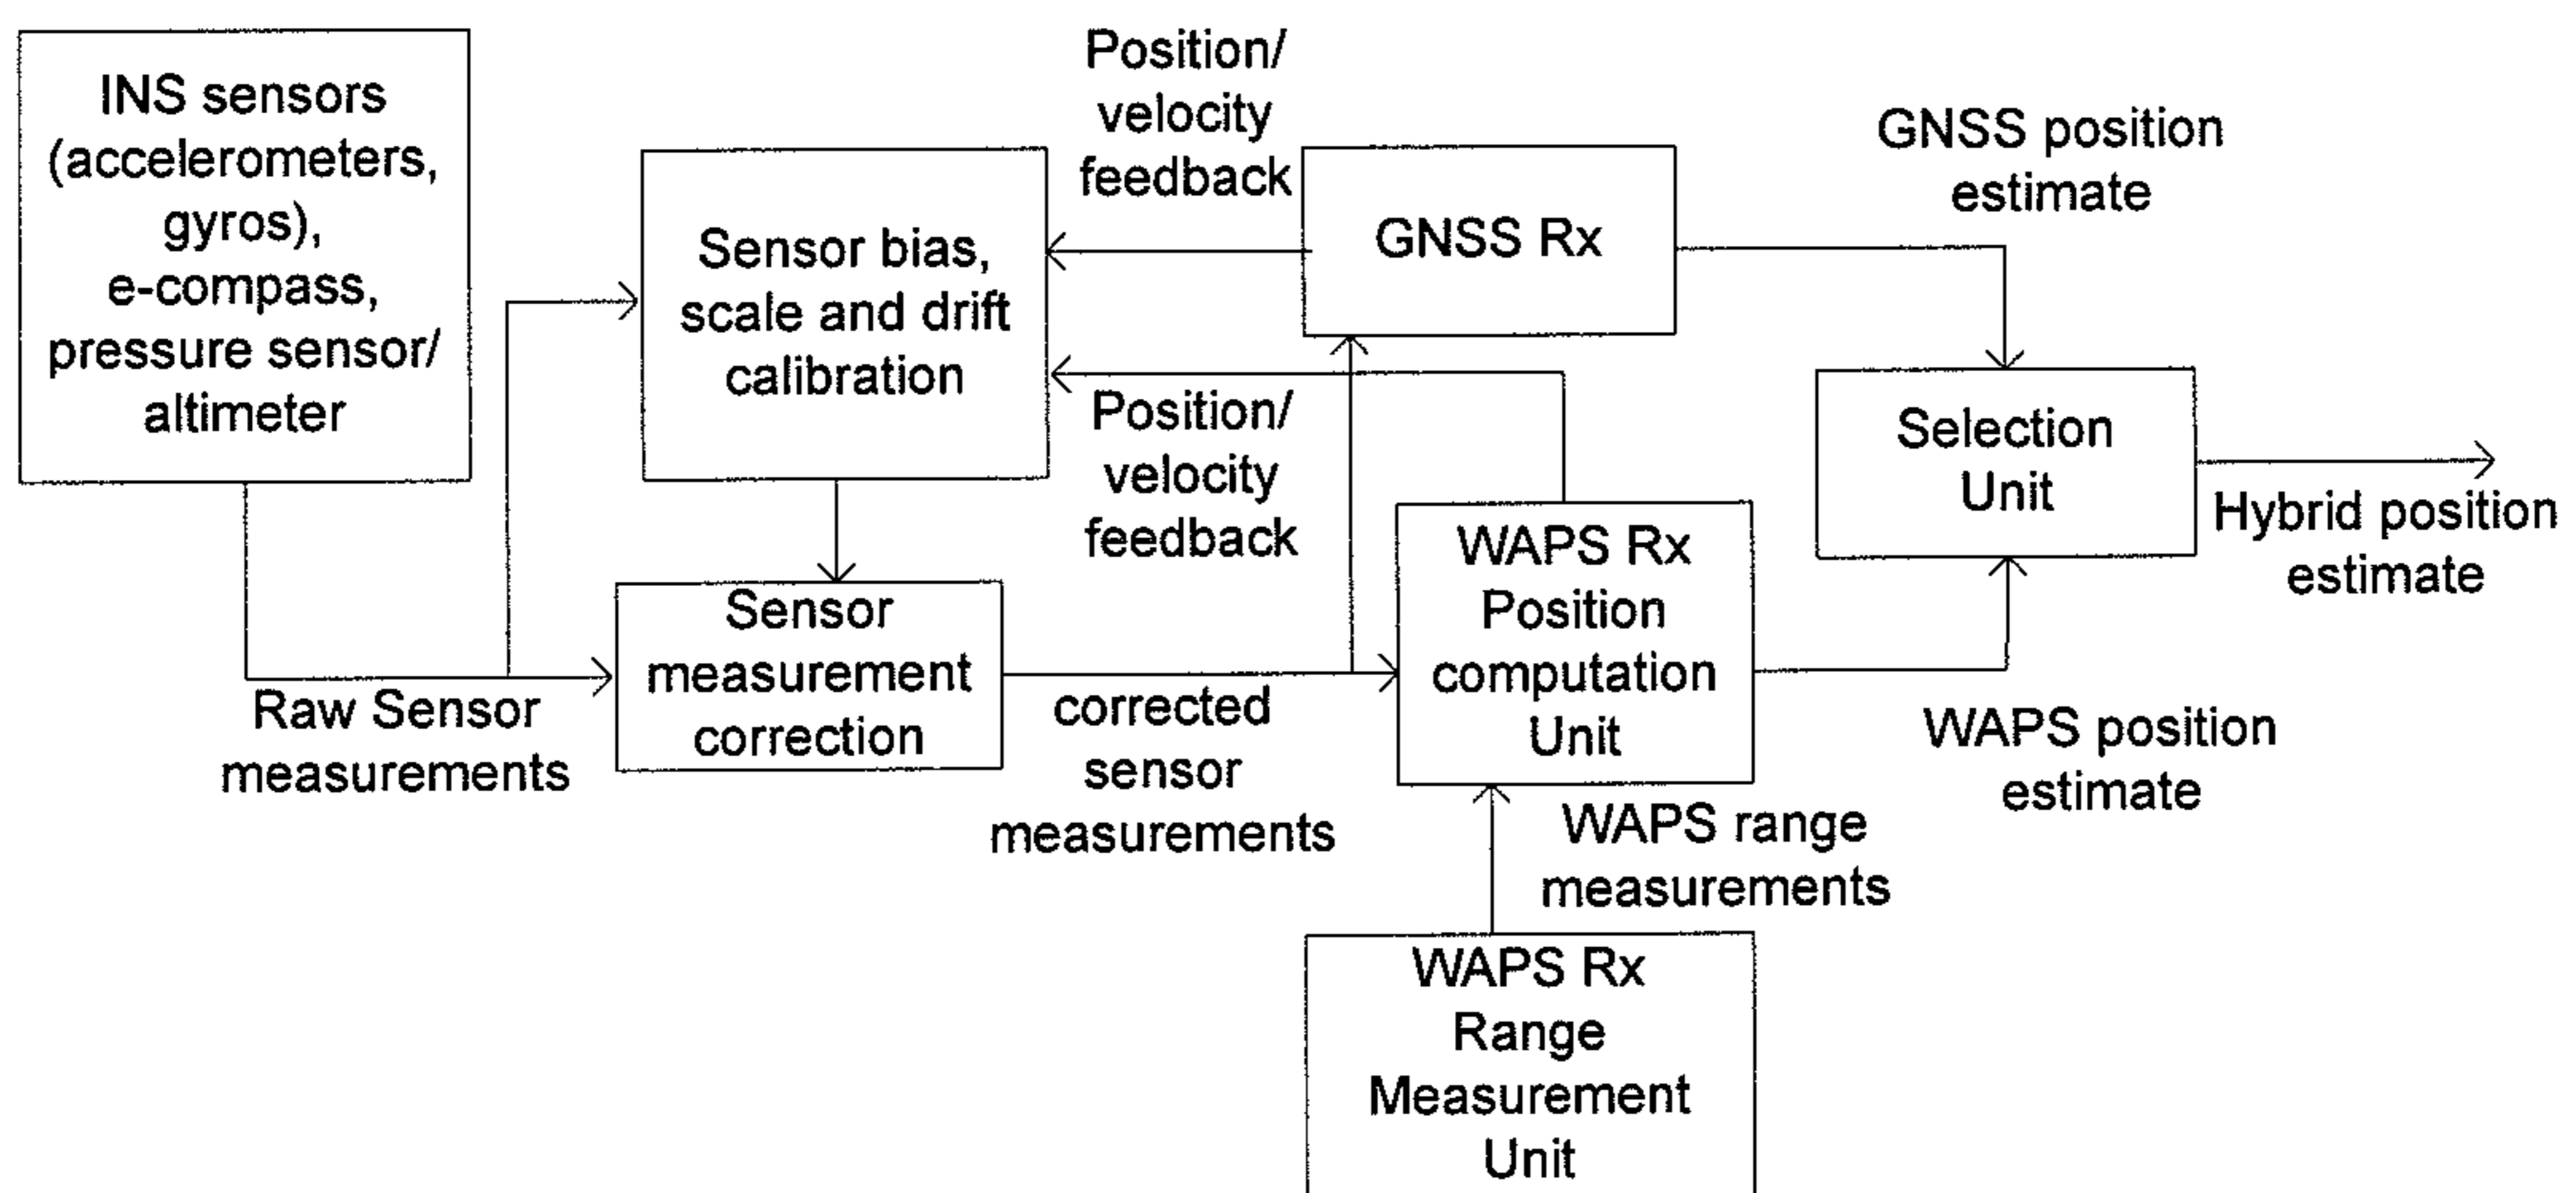 INS sensors
(accelerometers,
gyros),
e-compass,
pressure sensor/
altimeter
Raw Sensor
measurements
Sensor bias,
scale and drift
calibration
Sensor
measurement
correction
Position/
velocity
feedback
Position/
velocity
feedback
corrected
sensor
measurements
GNSS Rx
WAPS Rx
Position
computation
Unit
WAPS range
measurements
WAPS Rx
Range
Measurement
Unit
GNSS position
estimate
Selection
Unit
WAPS position
estimate
Hybrid position
estimate